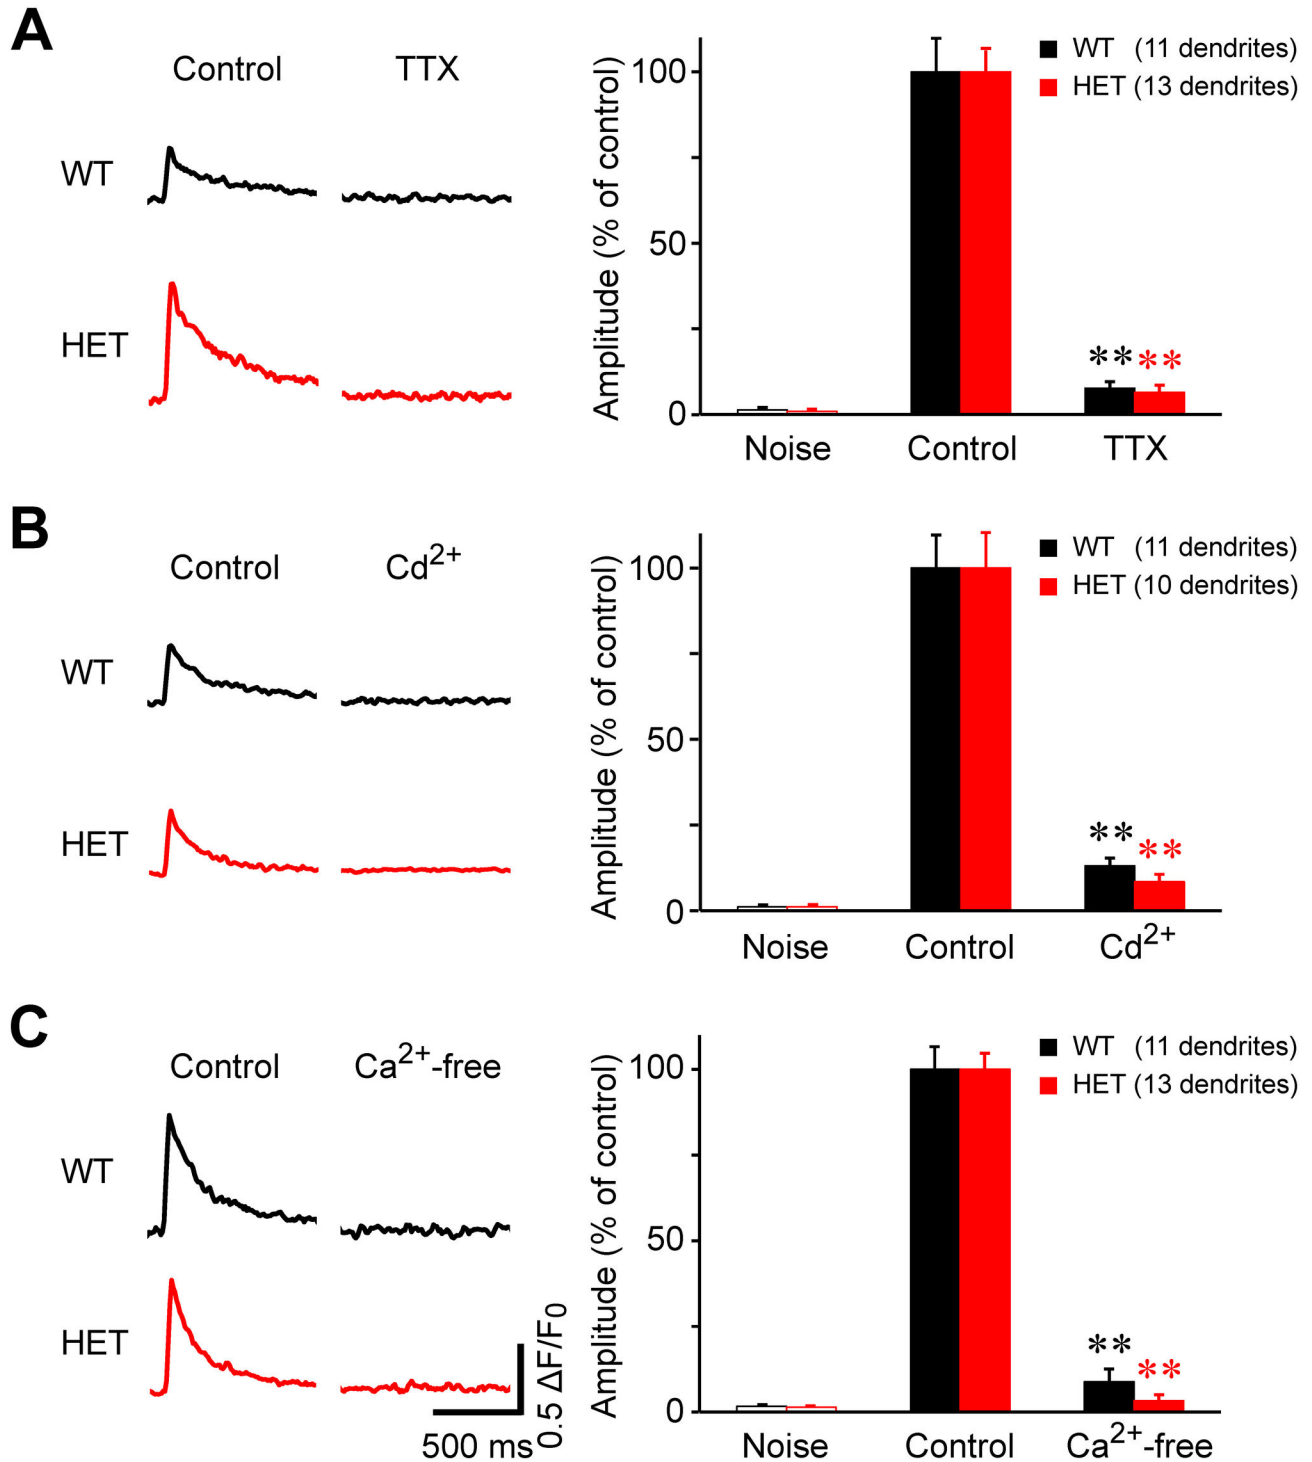 A
Control TTX
WT
HET
Amplitude (% of control)
100
50
0
** **
Noise Control TTX
WT (11 dendrites)
HET (13 dendrites)
B
Control Cd2+
WT
HET
Amplitude (% of control)
100
50
0
** **
Noise Control Cd2+
WT (11 dendrites)
HET (10 dendrites)
C
Control Ca2+-free
WT
HET
500 ms
0.5 ΔF/F0
Amplitude (% of control)
100
50
0
** **
Noise Control Ca2+-free
WT (11 dendrites)
HET (13 dendrites)